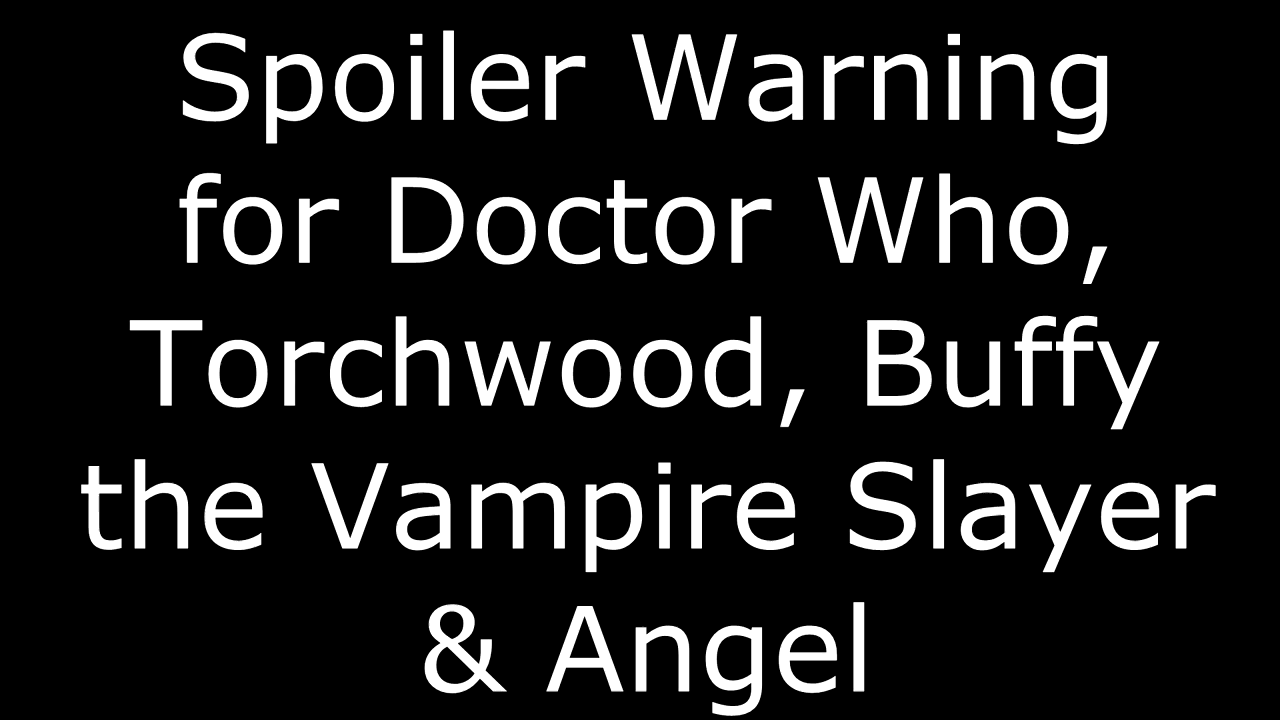 Spoiler Warning
for Doctor Who,
Torchwood, Buffy
the Vampire Slayer
& Angel